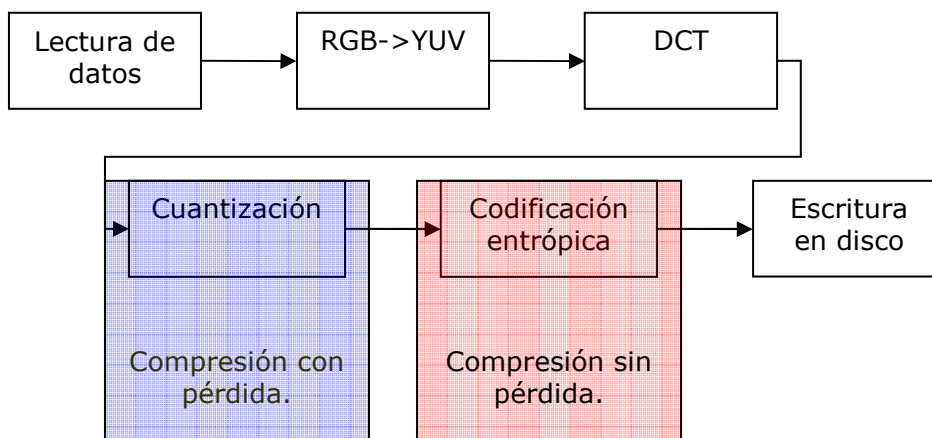 Lectura de
datos
RGB->YUV
DCT
Cuantización
Codificación
entrópica
Escritura
en disco
Compresión con
pérdida.
Compresión sin
pérdida.